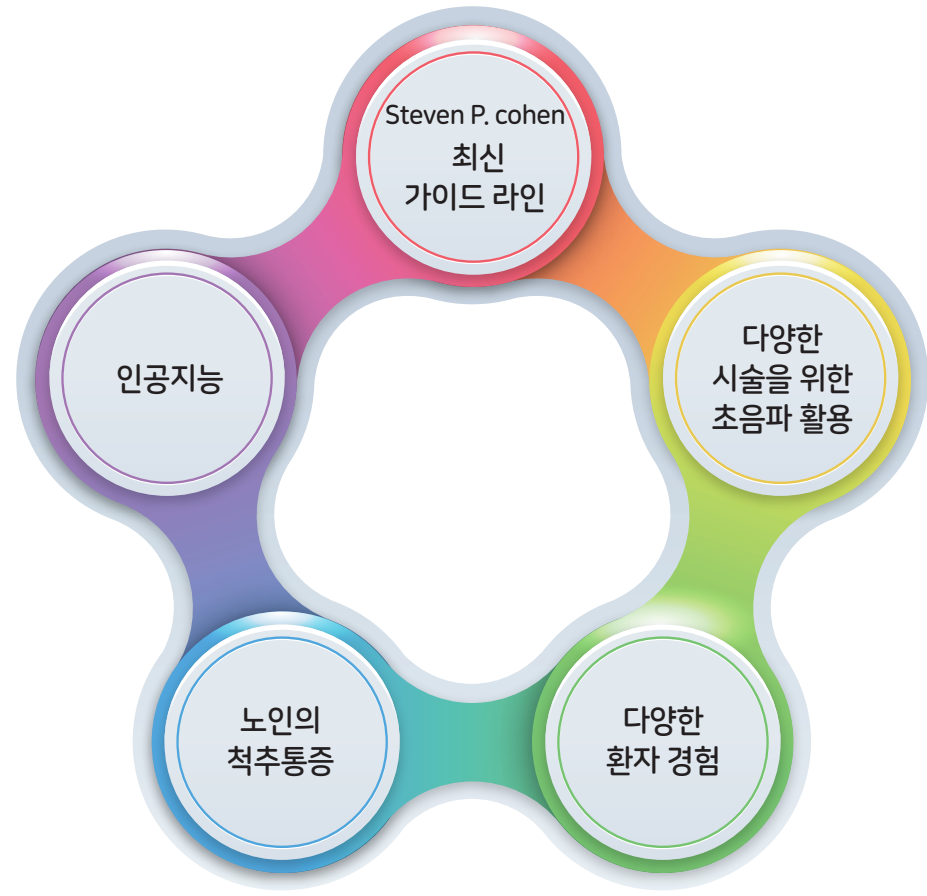 Steven P. cohen
최신
가이드 라인
다양한
시술을 위한
초음파 활용
다양한
환자 경험
노인의
척추통증
인공지능